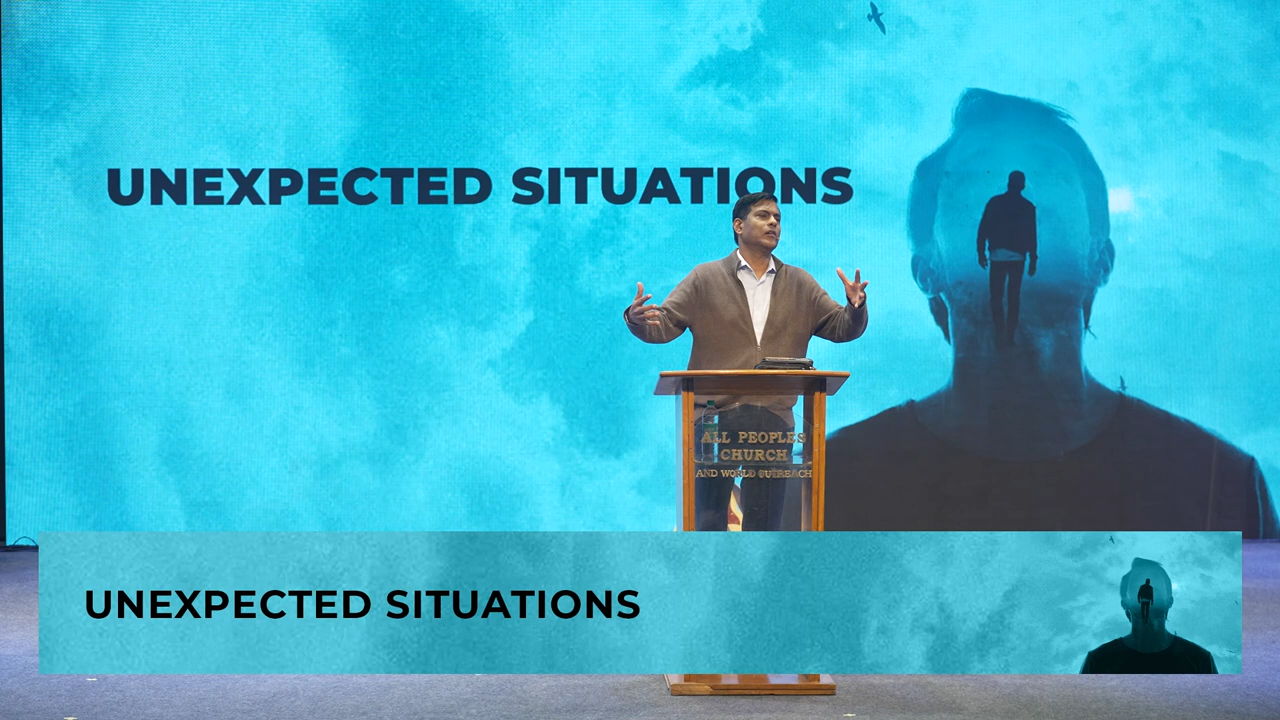 UNEXPECTED SITUATIONS
ALL PEOPLES
CHURCH
AND WORLD OUTREACH
UNEXPECTED SITUATIONS